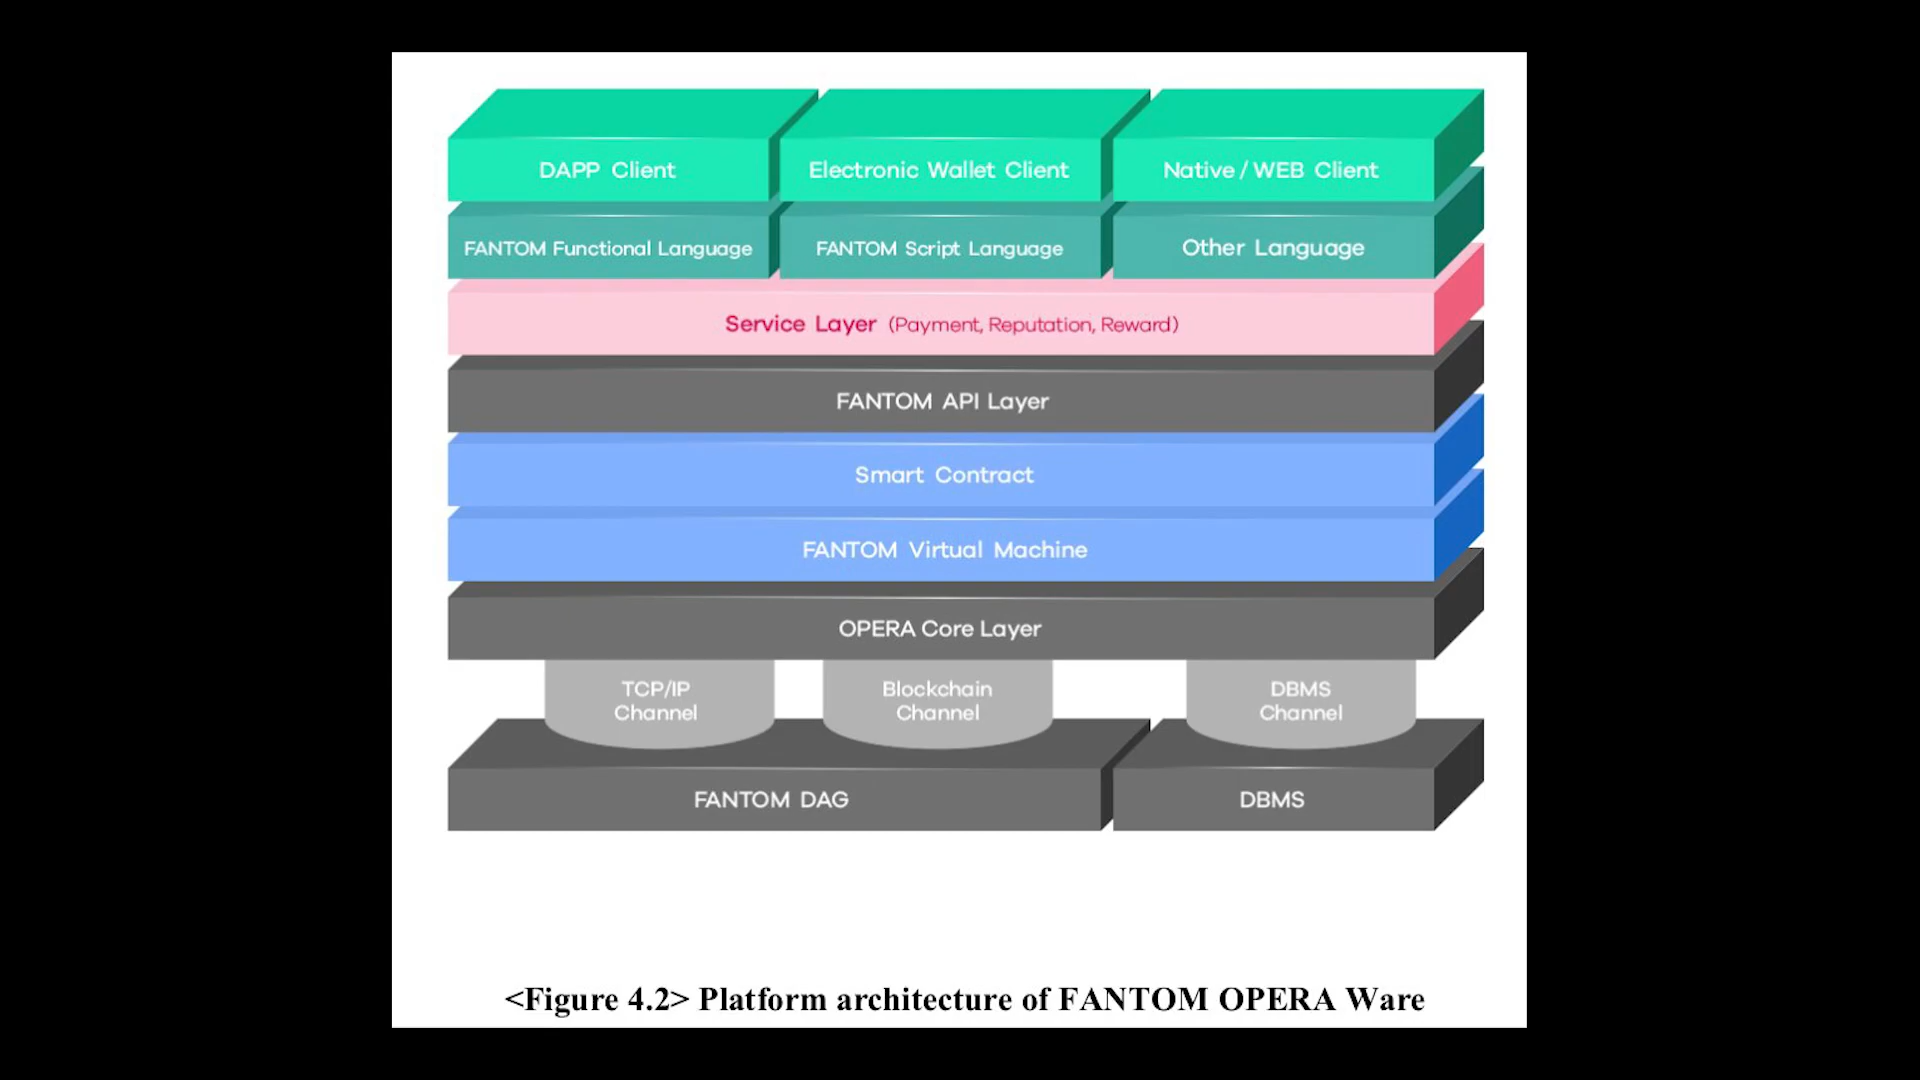 DAPP Client
Electronic Wallet Client
Native / WEB Client
FANTOM Functional Language
FANTOM Script Language
Other Language
Service Layer (Payment, Reputation, Reward)
FANTOM API Layer
Smart Contract
FANTOM Virtual Machine
OPERA Core Layer
TCP/IP
Channel
Blockchain
Channel
DBMS
Channel
FANTOM DAG
DBMS
<Figure 4.2> Platform architecture of FANTOM OPERA Ware